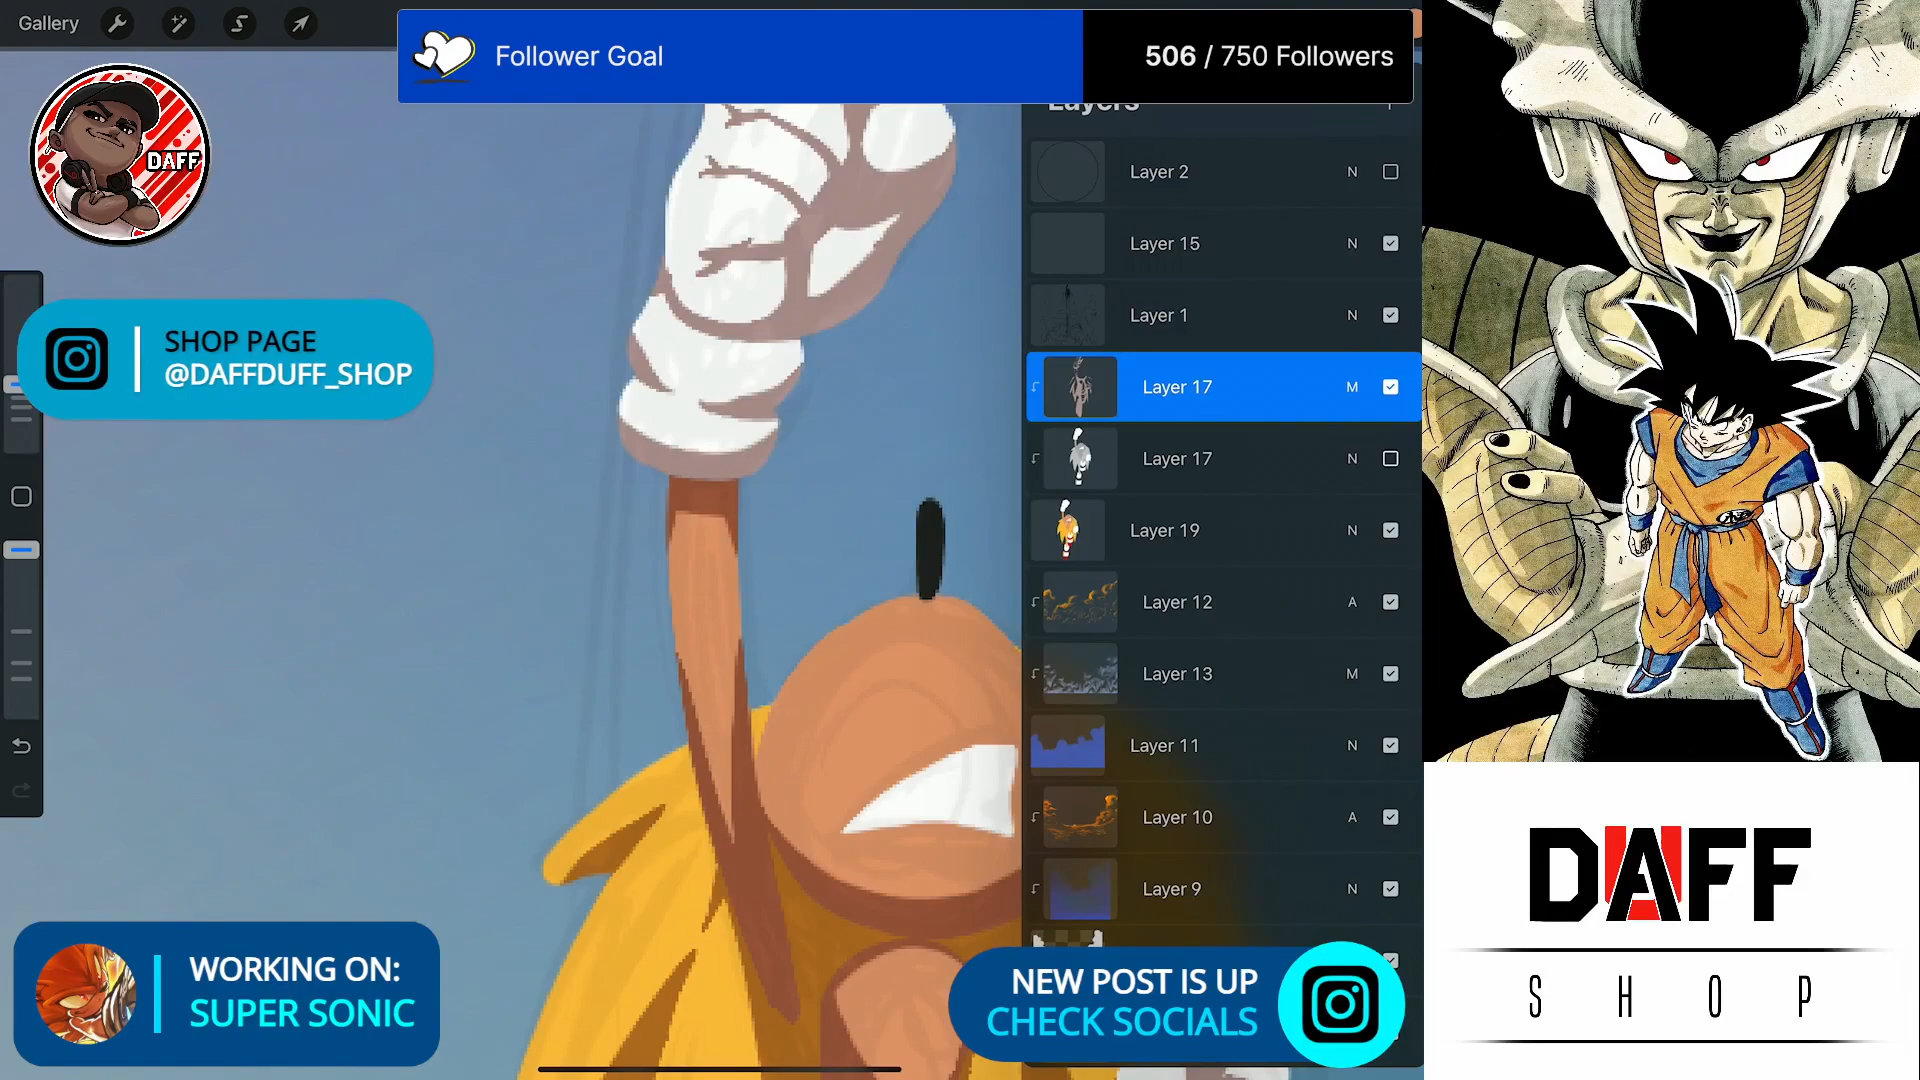 Gallery
Follower Goal
506 / 750 Followers
DAFF
SHOP PAGE
@DAFFDUFF_SHOP
Layers
Layer 2 N
Layer 15 N
Layer 1 N
Layer 17 M
Layer 17 N
Layer 19 N
Layer 12 A
Layer 13 M
Layer 11 N
Layer 10 A
Layer 9 N
WORKING ON:
SUPER SONIC
NEW POST IS UP
CHECK SOCIALS
DAFF
SHOP